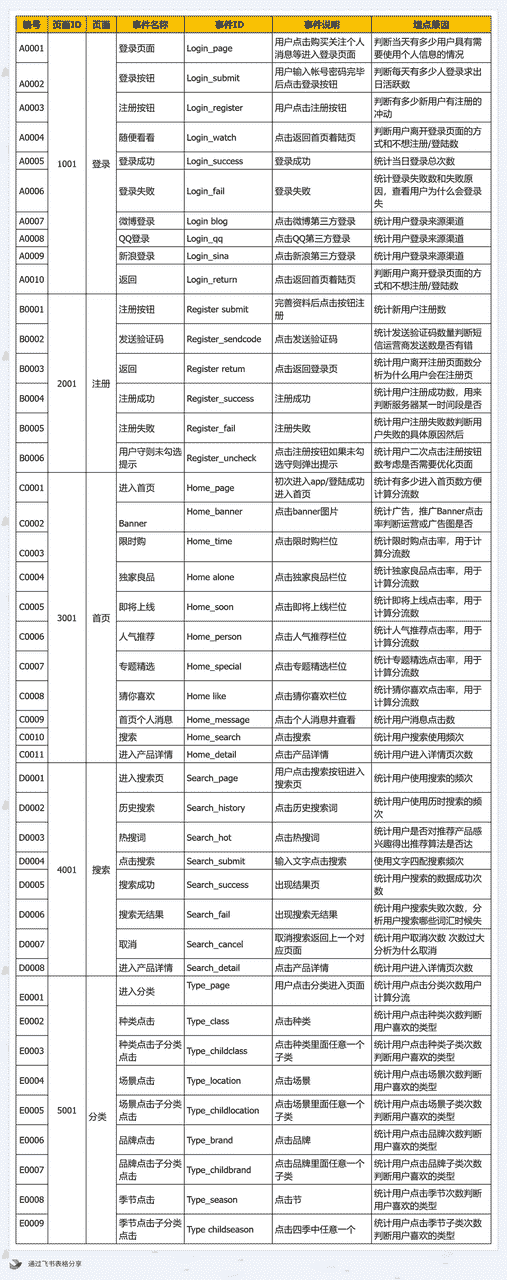 编号 页面ID 页面 事件名称 事件ID 事件说明 埋点原因
A0001 登录页面 Login_page 用户点击购买关注个人消息等进入登录页面 判断当天有多少用户具有需要使用个人信息的情况
A0002 登录按钮 Login_submit 用户输入帐号密码完毕后点击登录按钮 判断每天有多少人登录求出日活跃数
A0003 注册按钮 Login_register 用户点击注册按钮 判断有多少新用户有注册的冲动
A0004 随便看看 Login_watch 点击返回首页着陆页 判断用户离开登录页面的方式和不想注册/登陆数
A0005 登录成功 Login_success 登录成功 统计当日登录总次数
1001 登录
A0006 登录失败 Login_fail 登录失败 统计登录失败数和失败原因，查看用户为什么会登录失
A0007 微博登录 Login blog 点击微博第三方登录 统计用户登录来源渠道
A0008 QQ登录 Login_qq 点击QQ第三方登录 统计用户登录来源渠道
A0009 新浪登录 Login_sina 点击新浪第三方登录 统计用户登录来源渠道
A0010 返回 Login_return 点击返回首页着陆页 判断用户离开登录页面的方式和不想注册/登陆数
B0001 注册按钮 Register submit 完善资料后点击按钮注册 统计新用户注册数
B0002 发送验证码 Register_sendcode 点击发送验证码 统计发送验证码数量判断短信运营商发送数是否有错
B0003 返回 Register retum 点击返回登录页 统计用户离开注册页面数分析为什么用户会在注册页
2001 注册
B0004 注册成功 Register_success 注册成功 统计用户注册成功数，用来判断服务器某一时间段是否
B0005 注册失败 Register_fail 注册失败 统计用户注册失败数判断用户失败的具体原因然后
B0006 用户守则未勾选提示 Register_uncheck 点击注册按钮如果未勾选守则弹出提示 统计用户二次点击注册按钮数考虑是否需要优化页面
C0001 进入首页 Home_page 初次进入app/登陆成功进入首页 统计有多少进入首页数方便计算分流数
C0002 Banner Home_banner 点击banner图片 统计广告，推广Banner点击率判断运营或广告图是否
C0003 限时购 Home_time 点击限时购栏位 统计限时购点击率，用于计算分流数
C0004 独家良品 Home alone 点击独家良品栏位 统计独家良品点击率，用于计算分流数
C0005 即将上线 Home_soon 点击即将上线栏位 统计即将上线点击率，用于计算分流数
3001 首页
C0006 人气推荐 Home_person 点击人气推荐栏位 统计人气推荐点击率，用于计算分流数
C0007 专题精选 Home_special 点击专题精选栏位 统计专题精选点击率，用于计算分流数
C0008 猜你喜欢 Home like 点击猜你喜欢栏位 统计猜你喜欢点击率，用于计算分流数
C0009 首页个人消息 Home_message 点击个人消息并查看 统计用户消息点击数
C0010 搜索 Home_search 点击搜索 统计用户搜索使用频次
C0011 进入产品详情 Home_detail 点击产品详情 统计用户进入详情页次数
D0001 进入搜索页 Search_page 用户点击搜索按钮进入搜索页 统计用户使用搜索的频次
D0002 历史搜索 Search_history 点击历史搜索词 统计用户使用历时搜索的频次
D0003 热搜词 Search_hot 点击热搜词 统计用户是否对推荐产品感兴趣得出推荐算法是否达
D0004 点击搜索 Search_submit 输入文字点击搜索 使用文字四配搜素频次
4001 搜索
D0005 搜索成功 Search_success 出现结果页 统计用户搜索的数据成功次数
D0006 搜索无结果 Search_fail 出现搜索无结果 统计用户搜索失败次数，分析用户搜索哪些词汇时候失
D0007 取消 Search_cancel 取消搜索返回上一个对应页面 统计用户取消次数 次数过大分析为什么取消
D0008 进入产品详情 Search_detail 点击产品详情 统计用户进入详情页次数
E0001 进入分类 Type_page 用户点击分类进入页面 统计用户点击分类次数用户计算分流
E0002 种类点击 Type_class 点击种类 统计用户点击种类次数判断用户喜欢的类型
E0003 种类点击子分类点击 Type_childclass 点击种类里面任意一个子类 统计用户点击种类子类次数判断用户喜欢的类型
E0004 场景点击 Type_location 点击场景 统计用户点击场景次数判断用户喜欢的类型
E0005 场景点击子分类点击 Type_childlocation 点击场景里面任意一个子类 统计用户点击场景子类次数判断用户喜欢的类型
5001 分类
E0006 品牌点击 Type_brand 点击品牌 统计用户点击品牌次数判断用户喜欢的类型
E0007 品牌点击子分类点击 Type_childbrand 点击品牌里面任意一个子类 统计用户点击品牌子类次数判断用户喜欢的类型
E0008 季节点击 Type_season 点击节 统计用户点击季节次数判断用户喜欢的类型
E0009 季节点击子分类点击 Type childseason 点击四季中任意一个 统计用户点击季节子类次数判断用户喜欢的类型
通过飞书表格分享